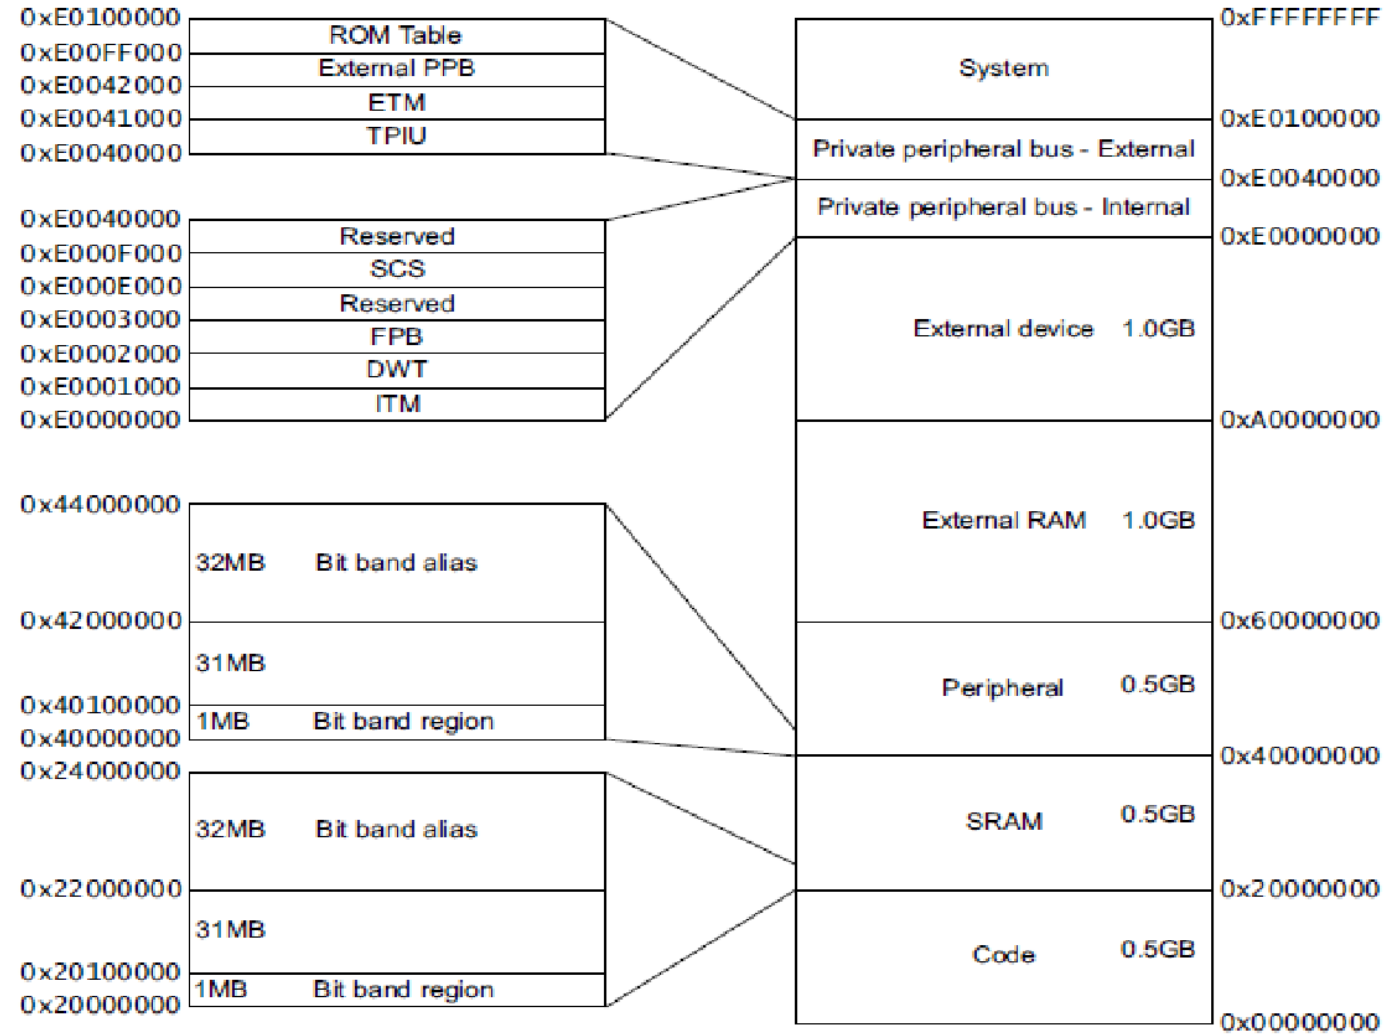 0xE0100000
ROM Table
0xE00FF000
External PPB
0xE0042000
ETM
0xE0041000
TPIU
0xE0040000
0xE0040000
Reserved
0xE000F000
SCS
0xE000E000
Reserved
0xE0003000
FPB
0xE0002000
DWT
0xE0001000
ITM
0xE0000000
0x44000000
32MB Bit band alias
0x42000000
31MB
0x40100000
1MB Bit band region
0x40000000
0x24000000
32MB Bit band alias
0x22000000
31MB
0x20100000
1MB Bit band region
0x20000000
0xFFFFFFFF
System
0xE0100000
Private peripheral bus - External
0xE0040000
Private peripheral bus - Internal
0xE0000000
External device 1.0GB
0xA0000000
External RAM 1.0GB
0x60000000
Peripheral 0.5GB
0x40000000
SRAM 0.5GB
0x20000000
Code 0.5GB
0x00000000